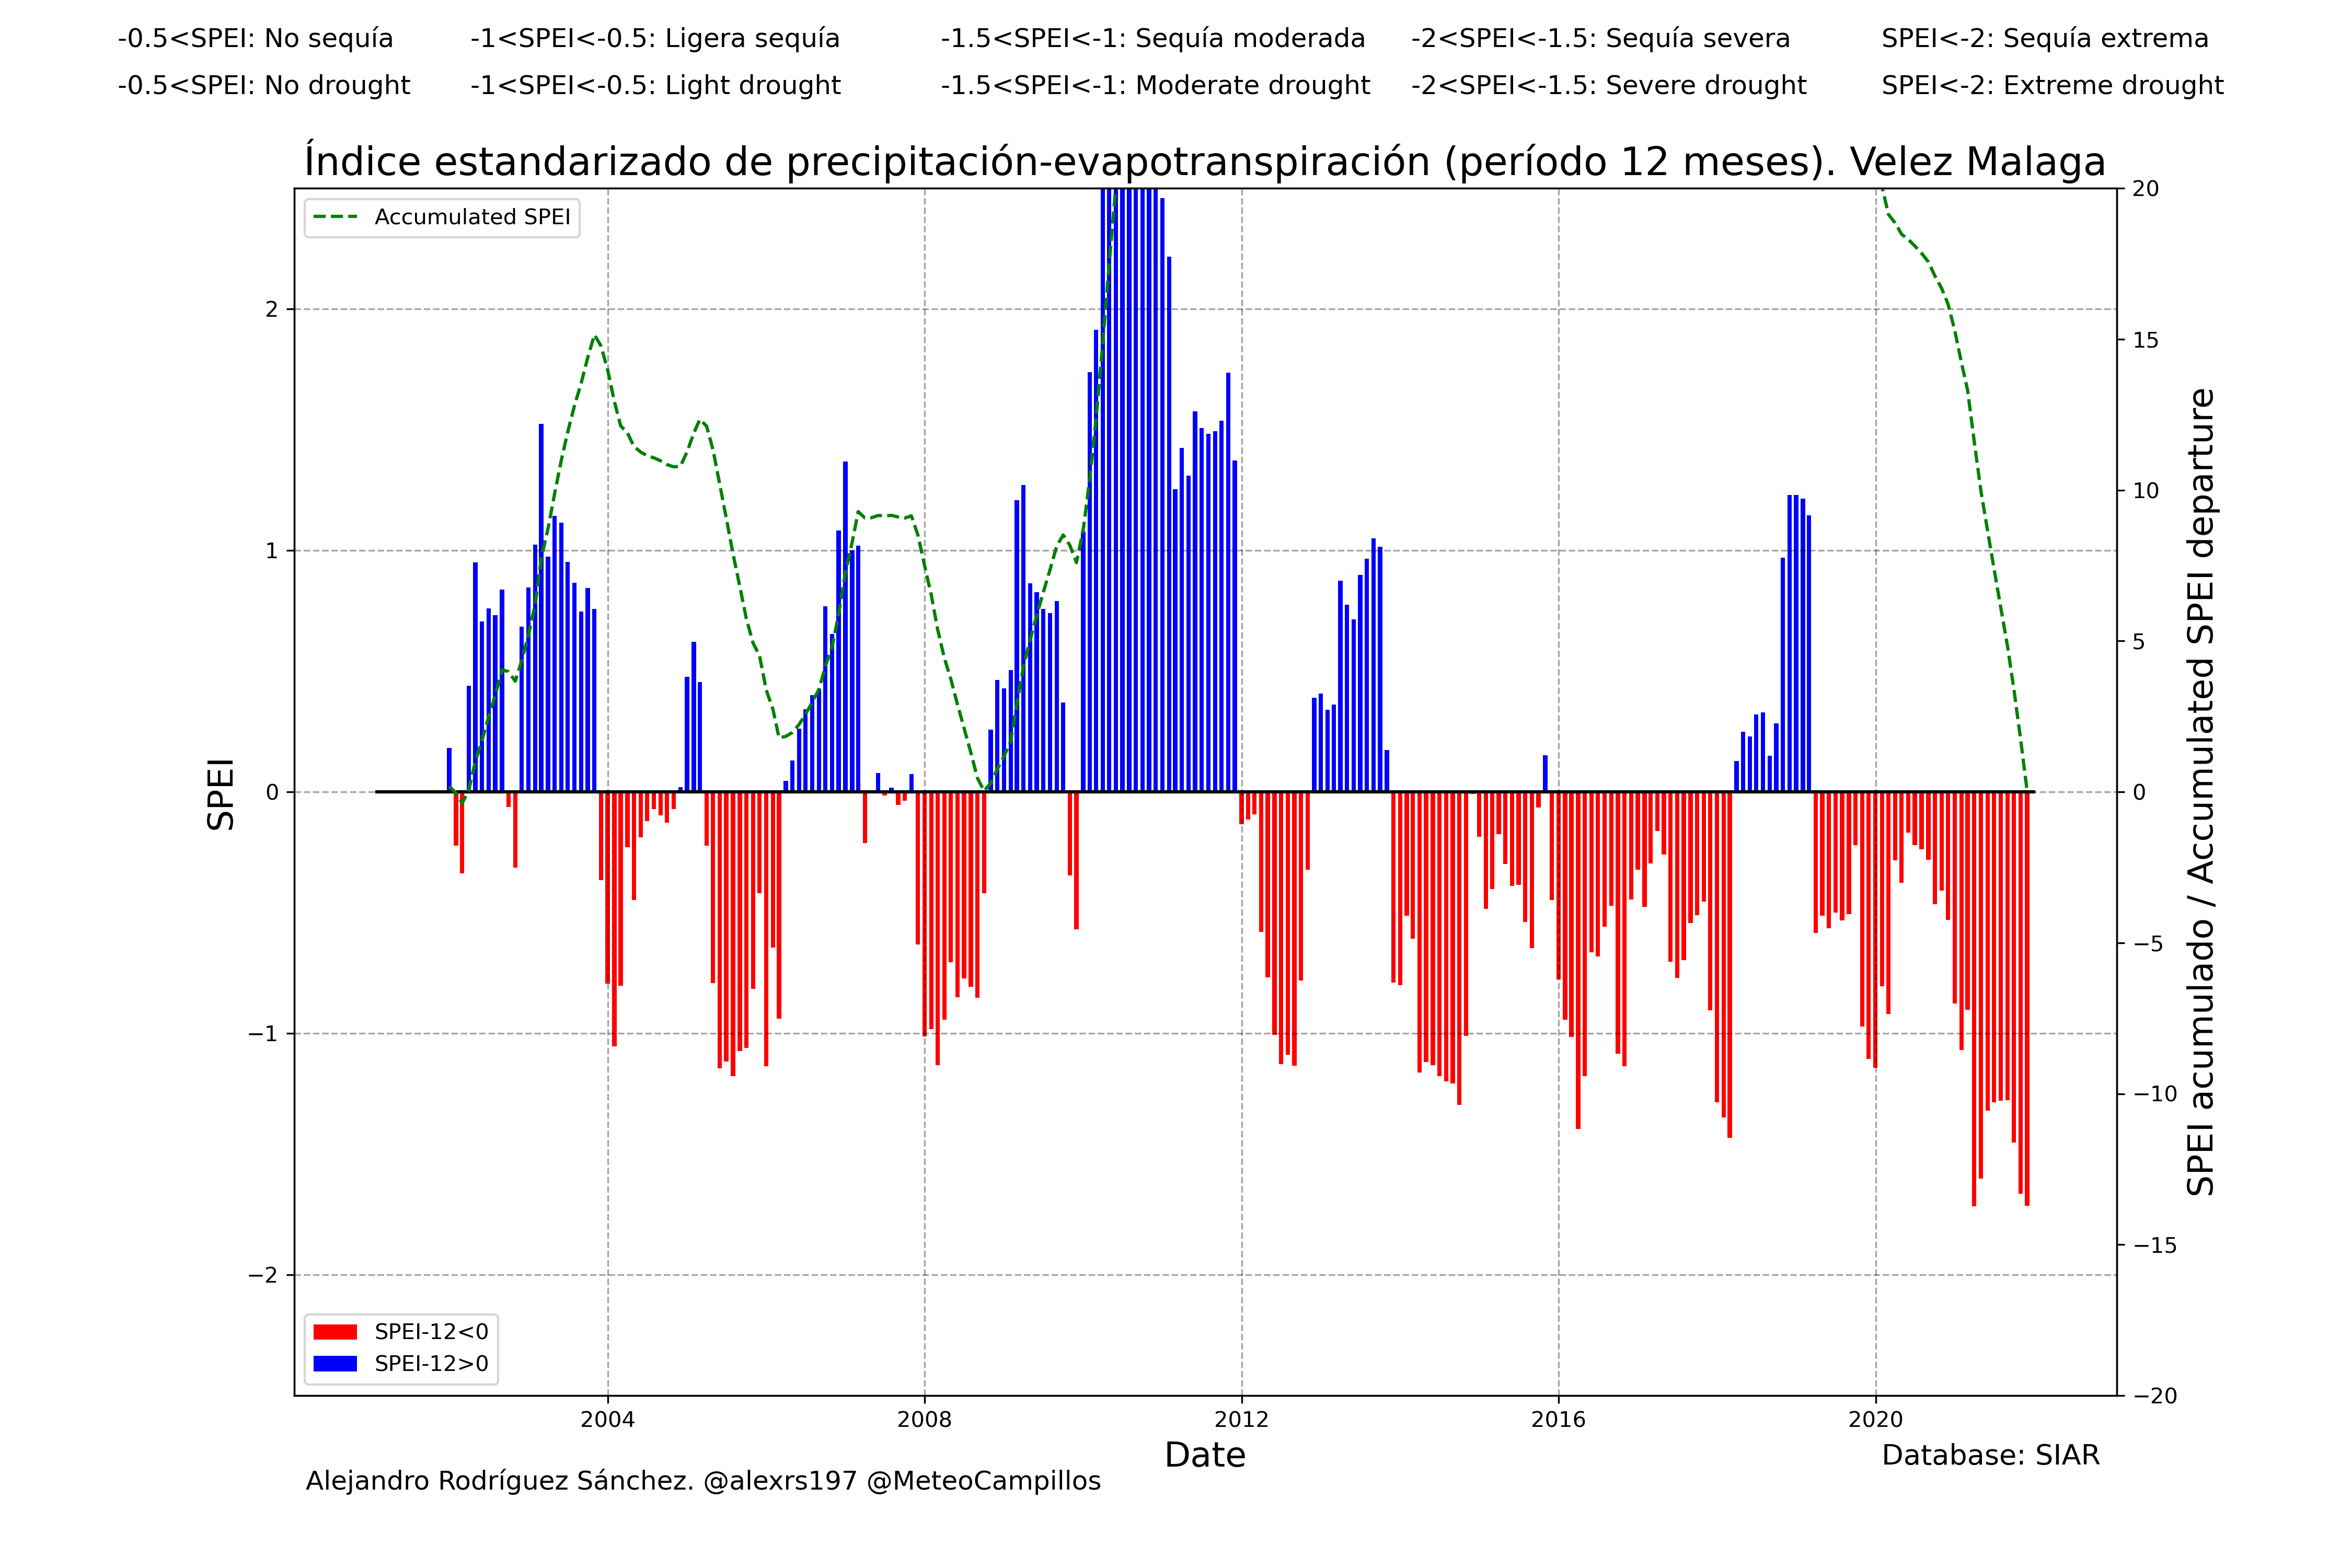 -0.5<SPEI: No sequía -1<SPEI<-0.5: Ligera sequía -1.5<SPEI<-1: Sequía moderada -2<SPEI<-1.5: Sequía severa SPEI<-2: Sequía extrema
-0.5<SPEI: No drought -1<SPEI<-0.5: Light drought -1.5<SPEI<-1: Moderate drought -2<SPEI<-1.5: Severe drought SPEI<-2: Extreme drought
Índice estandarizado de precipitación-evapotranspiración (período 12 meses). Velez Malaga
Accumulated SPEI
SPEI
2
1
0
−1
−2
20
15
10
5
0
−5
−10
−15
−20
SPEI acumulado / Accumulated SPEI departure
SPEI-12<0
SPEI-12>0
2004 2008 2012 2016 2020
Date
Database: SIAR
Alejandro Rodríguez Sánchez. @alexrs197 @MeteoCampillos